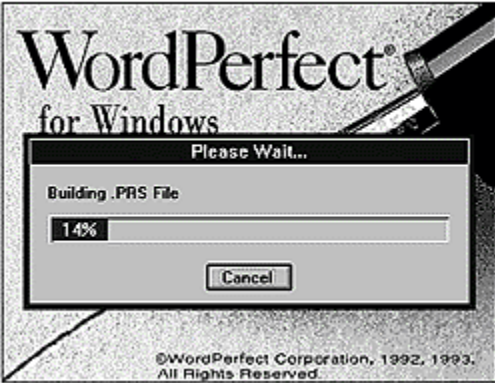 WordPerfect®
for Windows
Please Wait...
Building .PRS File
14%
Cancel
©WordPerfect Corporation, 1992, 1993.
All Rights Reserved.